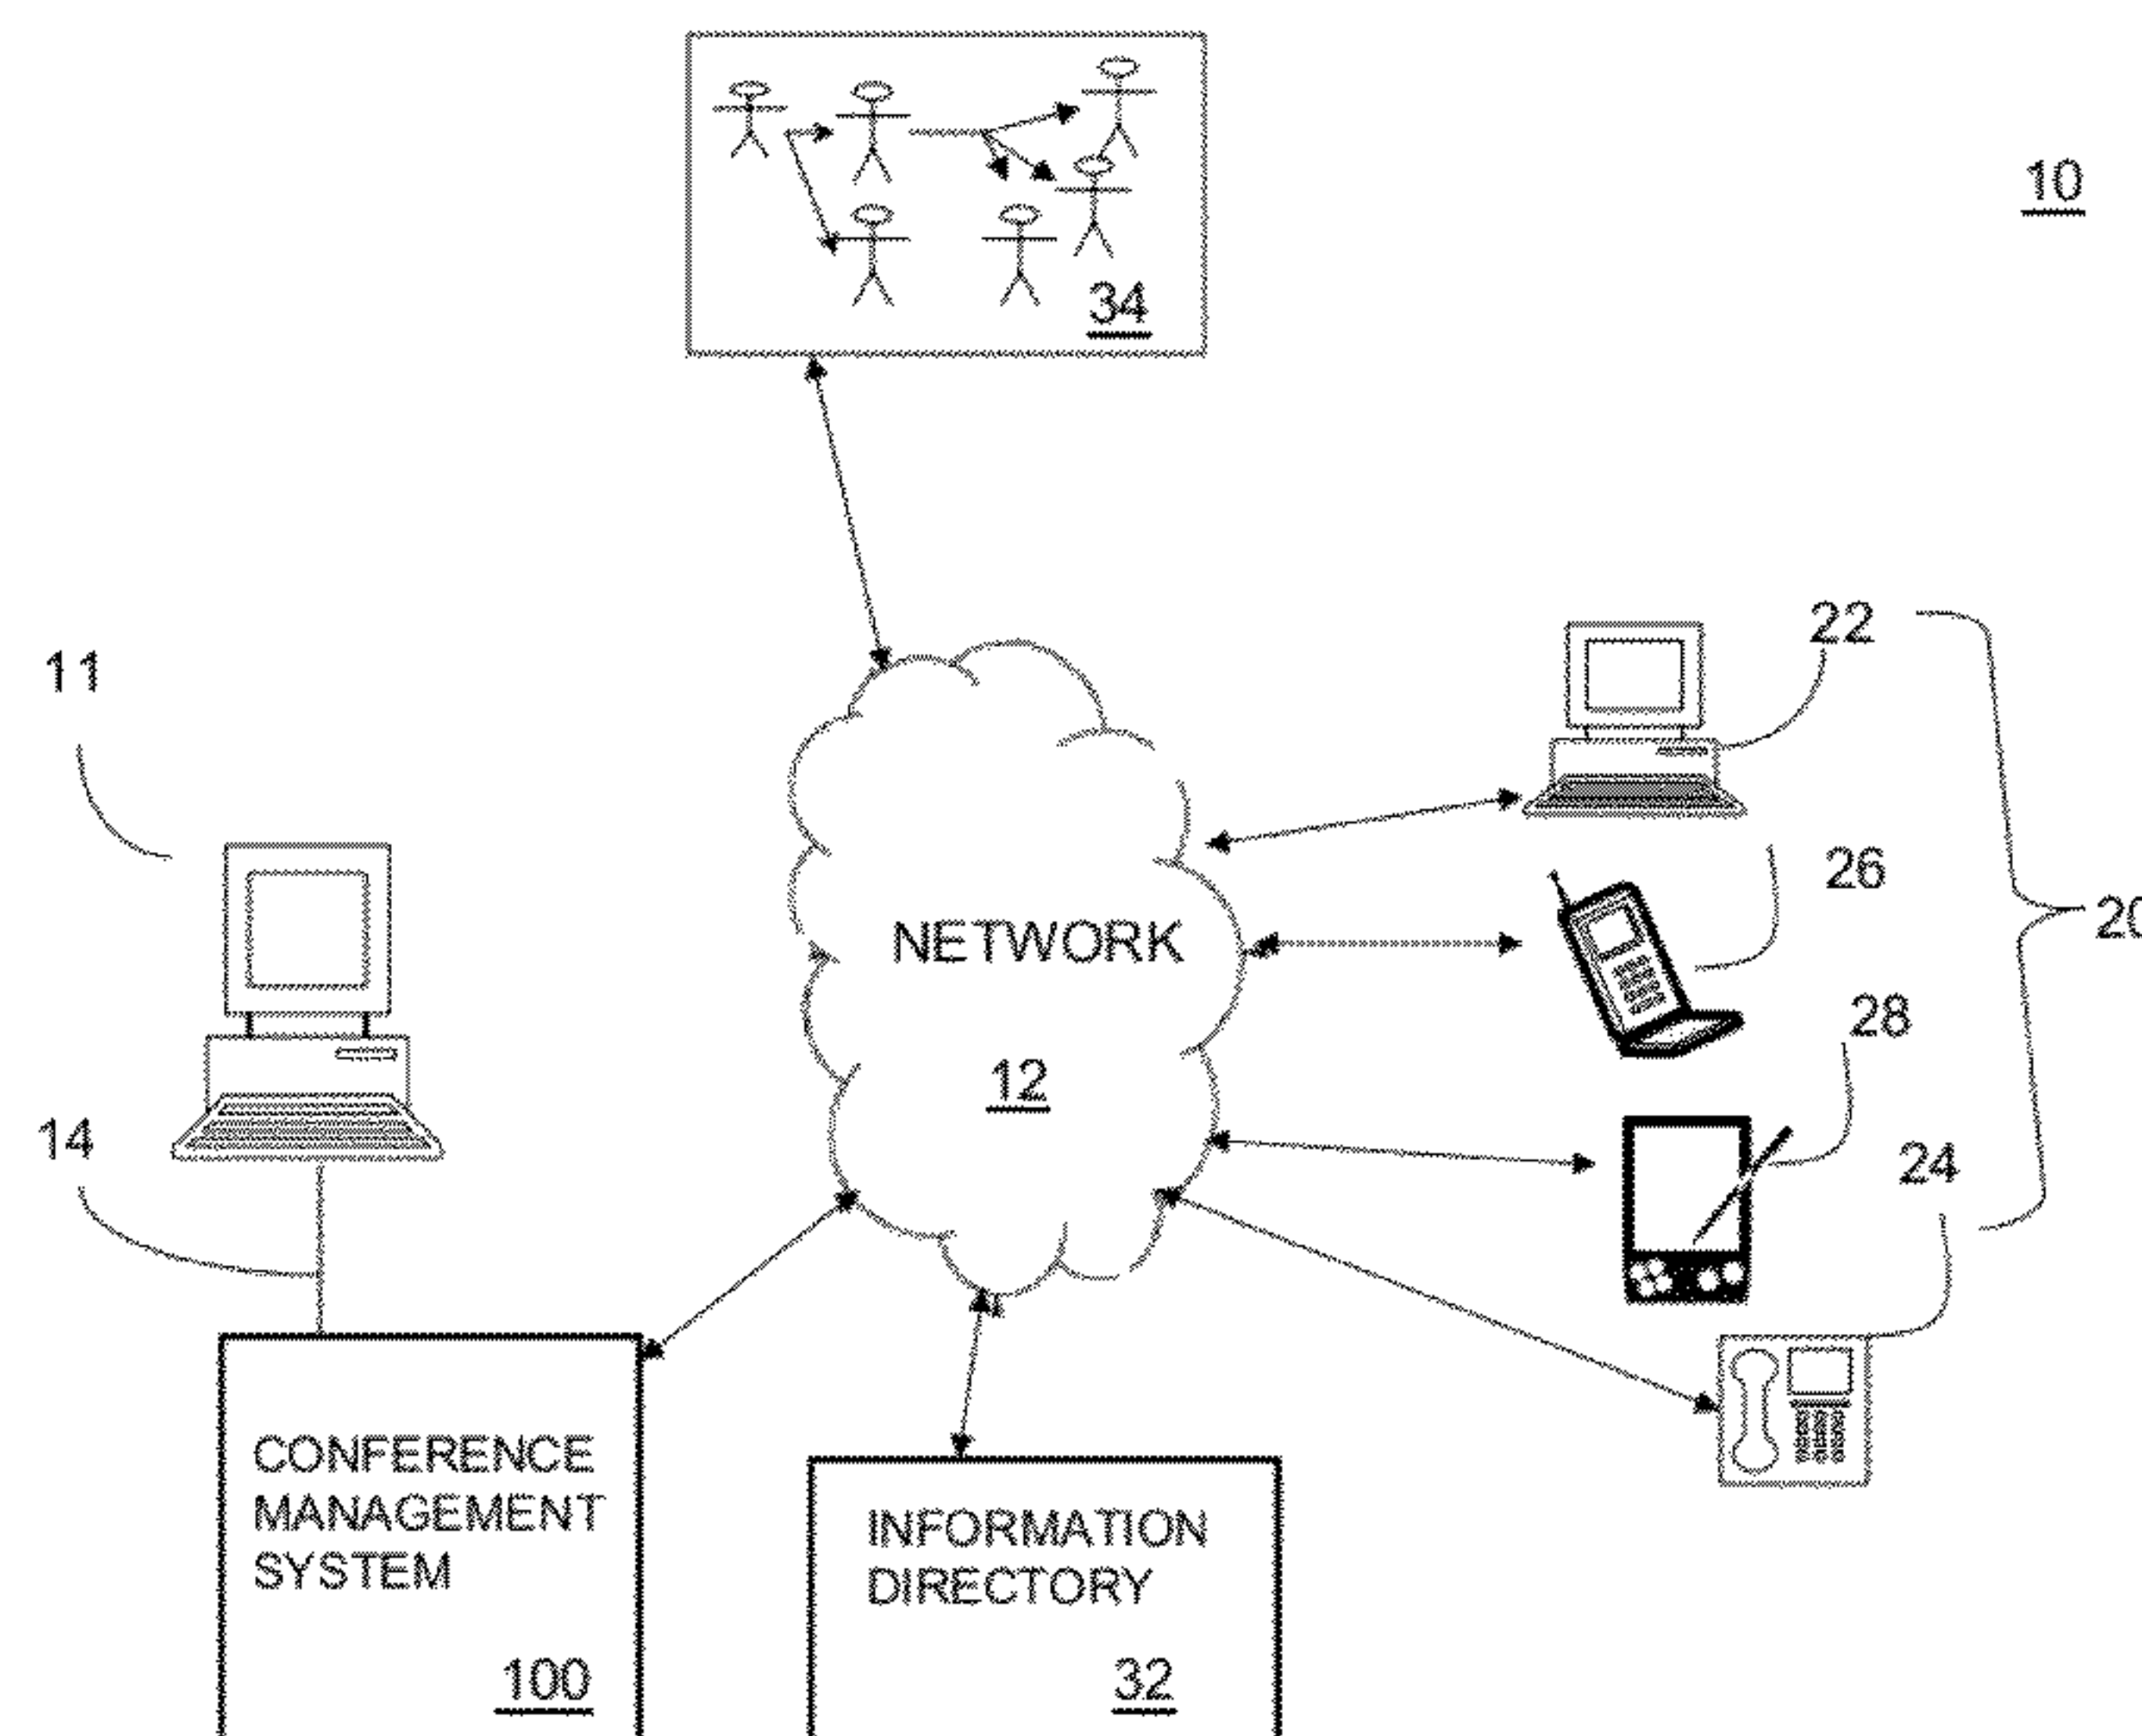 34
10
22
11
26
20
NETWORK
28
12
14
24
CONFERENCE
MANAGEMENT
SYSTEM
INFORMATION
DIRECTORY
100
32